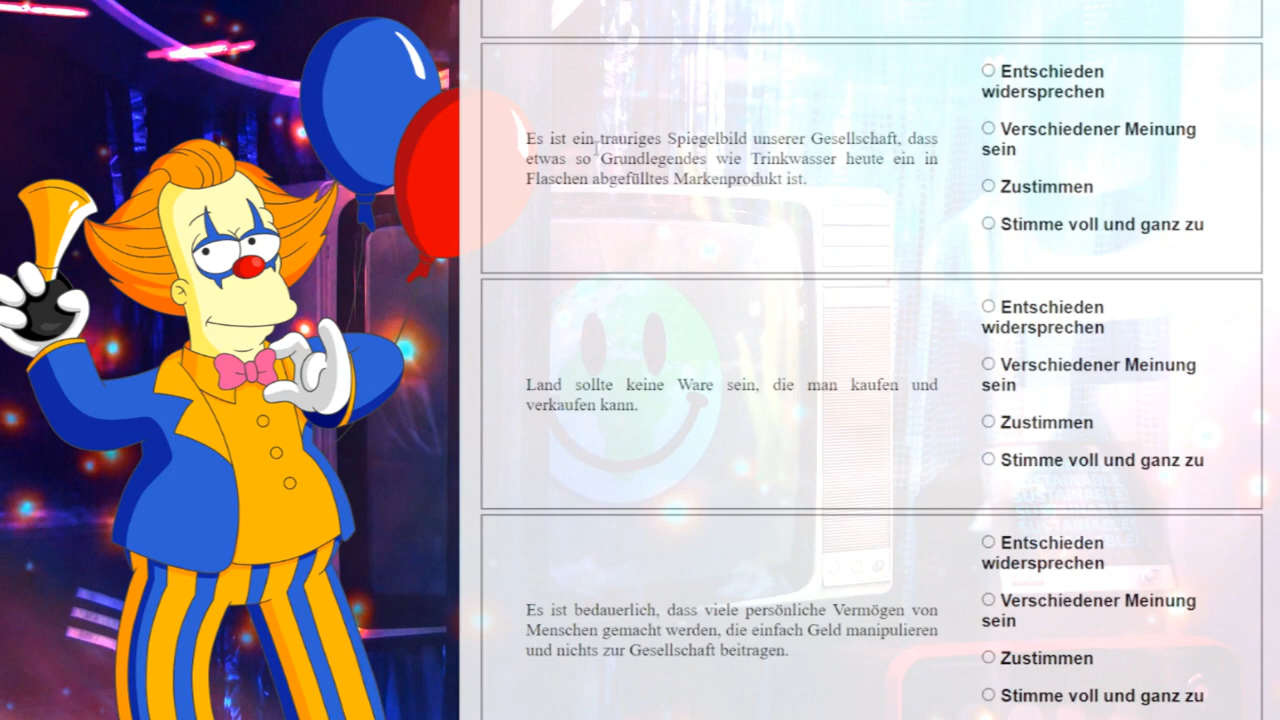 Es ist ein trauriges Spiegelbild unserer Gesellschaft, dass
etwas so Grundlegendes wie Trinkwasser heute ein in
Flaschen abgefülltes Markenprodukt ist.
Entschieden
widersprechen
Verschiedener Meinung
sein
Zustimmen
Stimme voll und ganz zu
Land sollte keine Ware sein, die man kaufen und
verkaufen kann.
Entschieden
widersprechen
Verschiedener Meinung
sein
Zustimmen
Stimme voll und ganz zu
SUSTAINABLE!
Es ist bedauerlich, dass viele persönliche Vermögen von
Menschen gemacht werden, die einfach Geld manipulieren
und nichts zur Gesellschaft beitragen.
Entschieden
widersprechen
Verschiedener Meinung
sein
Zustimmen
Stimme voll und ganz zu